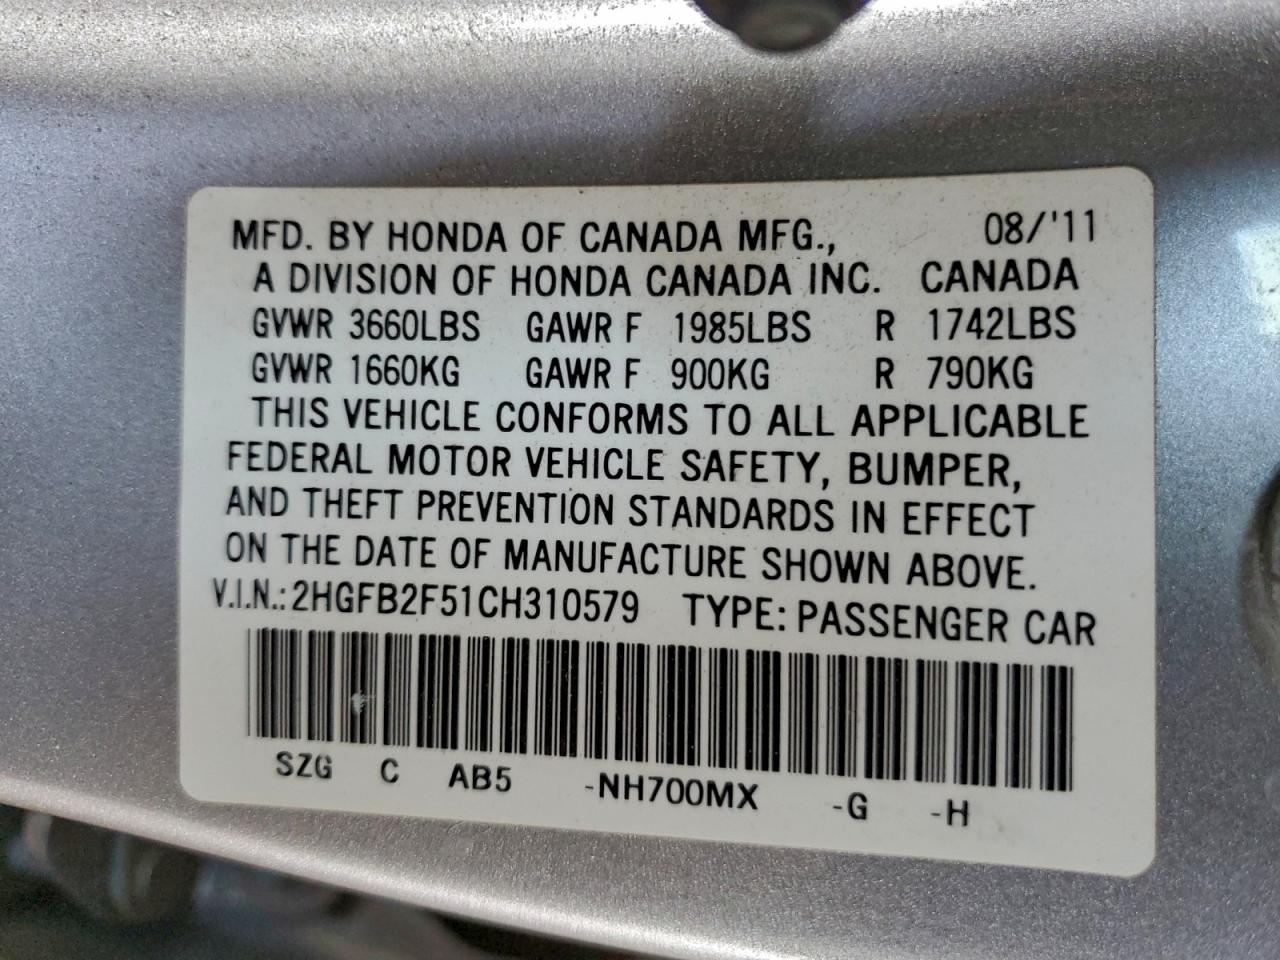 MFD. BY HONDA OF CANADA MFG., 08/'11
A DIVISION OF HONDA CANADA INC. CANADA
GVWR 3660LBS GAWR F 1985LBS R 1742LBS
GVWR 1660KG GAWR F 900KG R 790KG
THIS VEHICLE CONFORMS TO ALL APPLICABLE
FEDERAL MOTOR VEHICLE SAFETY, BUMPER,
AND THEFT PREVENTION STANDARDS IN EFFECT
ON THE DATE OF MANUFACTURE SHOWN ABOVE.
V.I.N.: 2HGFB2F51CH310579 TYPE: PASSENGER CAR
SZG C AB5 -NH700MX -G -H